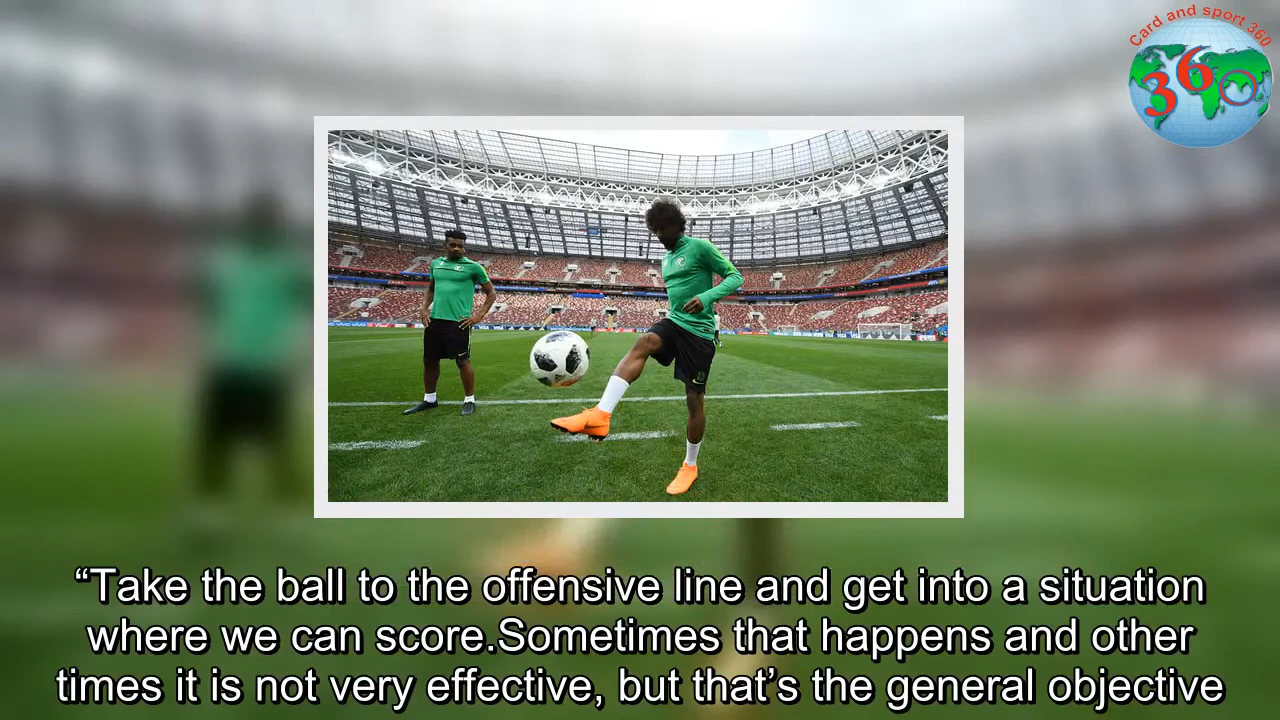 Card and sport 360
360
“Take the ball to the offensive line and get into a situation
where we can score.Sometimes that happens and other
times it is not very effective, but that’s the general objective